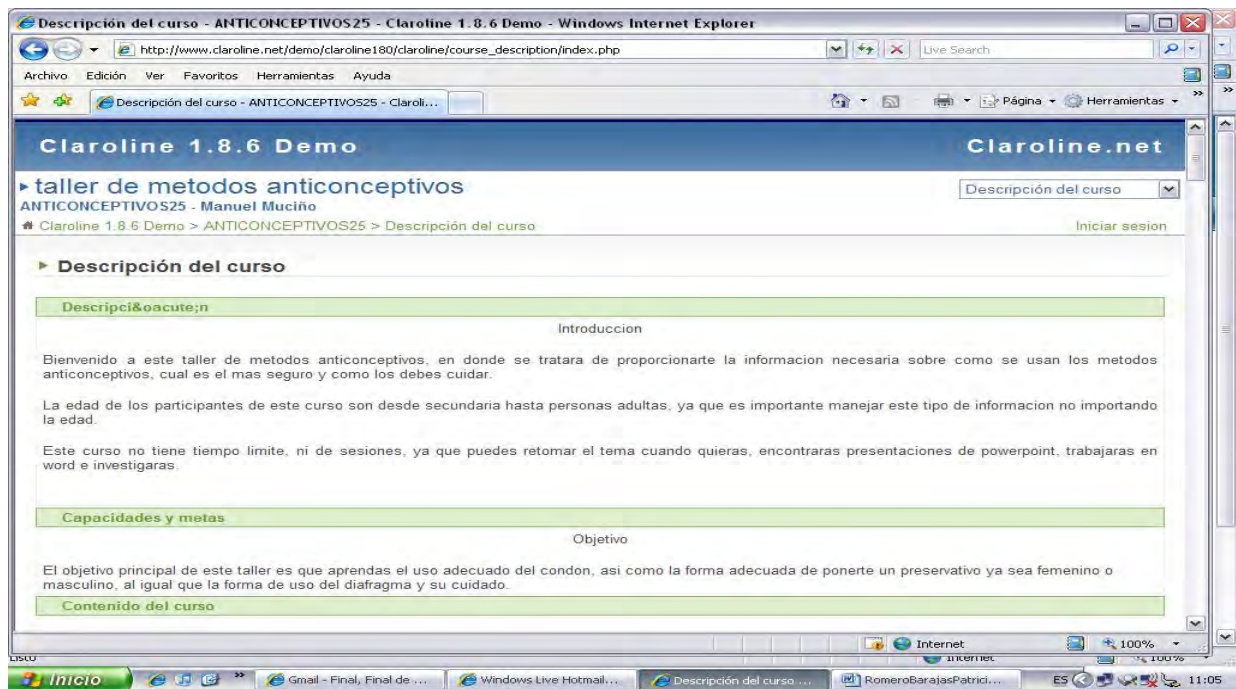 Descripción del curso - ANTICONCEPTIVOS25 - Claroline 1.8.6 Demo - Windows Internet Explorer
http://www.claroline.net/demo/claroline180/claroline/course_description/index.php
Live Search
Archivo Edición Ver Favoritos Herramientas Ayuda
Descripción del curso - ANTICONCEPTIVOS25 - Claroli...
Página Herramientas
Claroline 1.8.6 Demo Claroline.net
taller de metodos anticonceptivos
Descripción del curso
ANTICONCEPTIVOS25 - Manuel Muciño
Claroline 1.8.6 Demo > ANTICONCEPTIVOS25 > Descripción del curso Iniciar sesion
Descripción del curso
Descripci&oacute;n
Introduccion
Bienvenido a este taller de metodos anticonceptivos, en donde se tratara de proporcionarte la informacion necesaria sobre como se usan los metodos
anticonceptivos, cual es el mas seguro y como los debes cuidar.
La edad de los participantes de este curso son desde secundaria hasta personas adultas, ya que es importante manejar este tipo de informacion no importando
la edad.
Este curso no tiene tiempo limite, ni de sesiones, ya que puedes retomar el tema cuando quieras, encontraras presentaciones de powerpoint, trabajaras en
word e investigaras.
Capacidades y metas
Objetivo
El objetivo principal de este taller es que aprendas el uso adecuado del condon, asi como la forma adecuada de ponerte un preservativo ya sea femenino o
masculino, al igual que la forma de uso del diafragma y su cuidado.
Contenido del curso
Internet 100%
Inicio Gmail - Final, Final de ... Windows Live Hotmail... Descripción del curso ... RomeroBarajasPatrici... ES 11:05